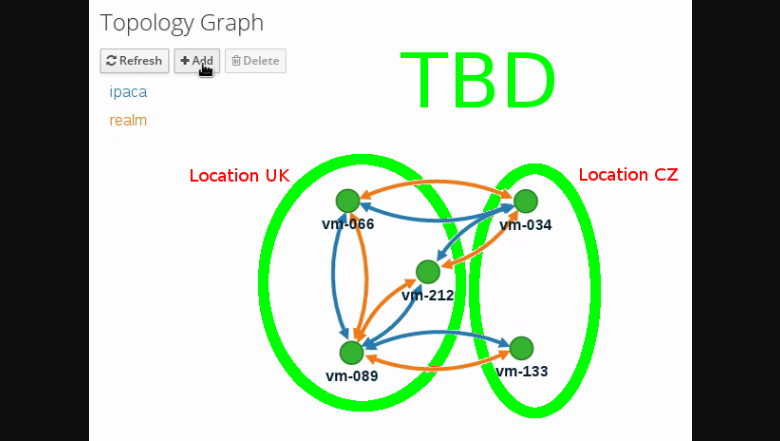 Topology Graph
Refresh Add Delete
TBD
ipaca
realm
Location UK
Location CZ
vm-066
vm-034
vm-212
vm-089
vm-133